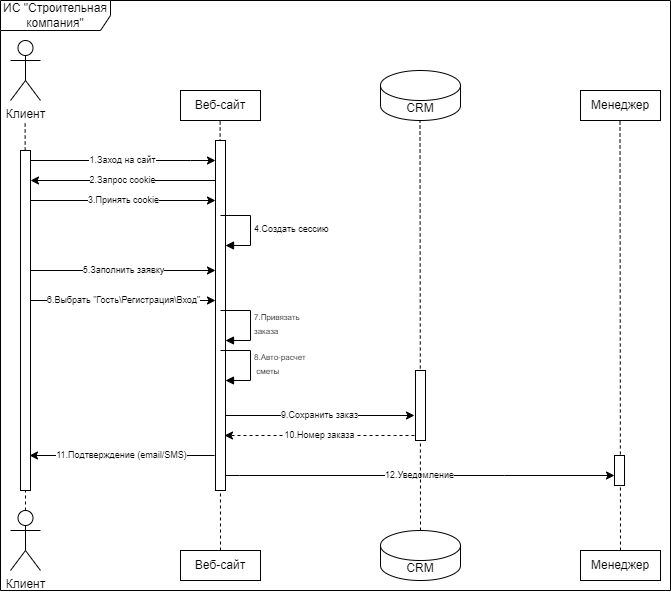 ИС "Строительная
компания"
Клиент
Веб-сайт
CRM
Менеджер
1.Заход на сайт
2.Запрос cookie
3.Принять cookie
4.Создать сессию
5.Заполнить заявку
6.Выбрать "Гость\Регистрация\Вход"
7.Привязать
заказа
8.Авто-расчет
сметы
9.Сохранить заказ
10.Номер заказа
11.Подтверждение (email/SMS)
12.Уведомление
Клиент
Веб-сайт
CRM
Менеджер